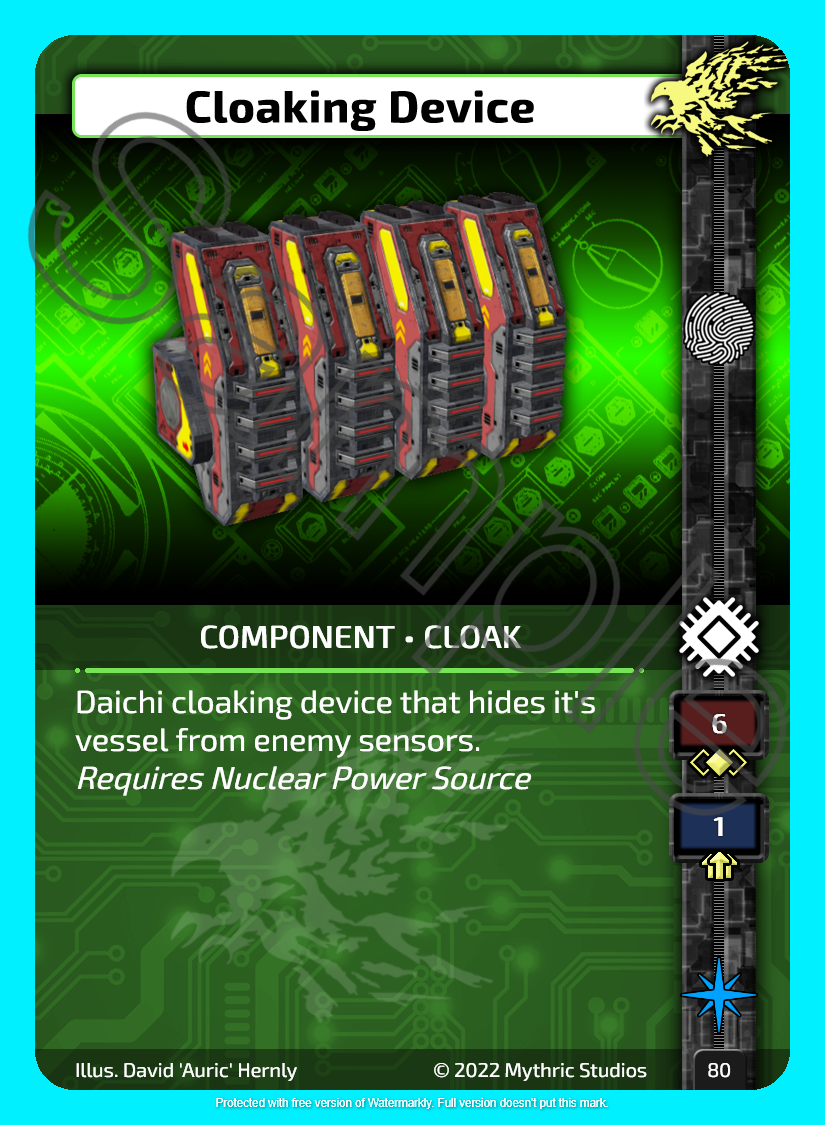 Cloaking Device
COMPONENT • CLOAK
Daichi cloaking device that hides it's
vessel from enemy sensors.
Requires Nuclear Power Source
6
1
Illus. David 'Auric' Hernly
© 2022 Mythric Studios
80
Sample
Protected with free version of Watermarkly. Full version doesn't put this mark.